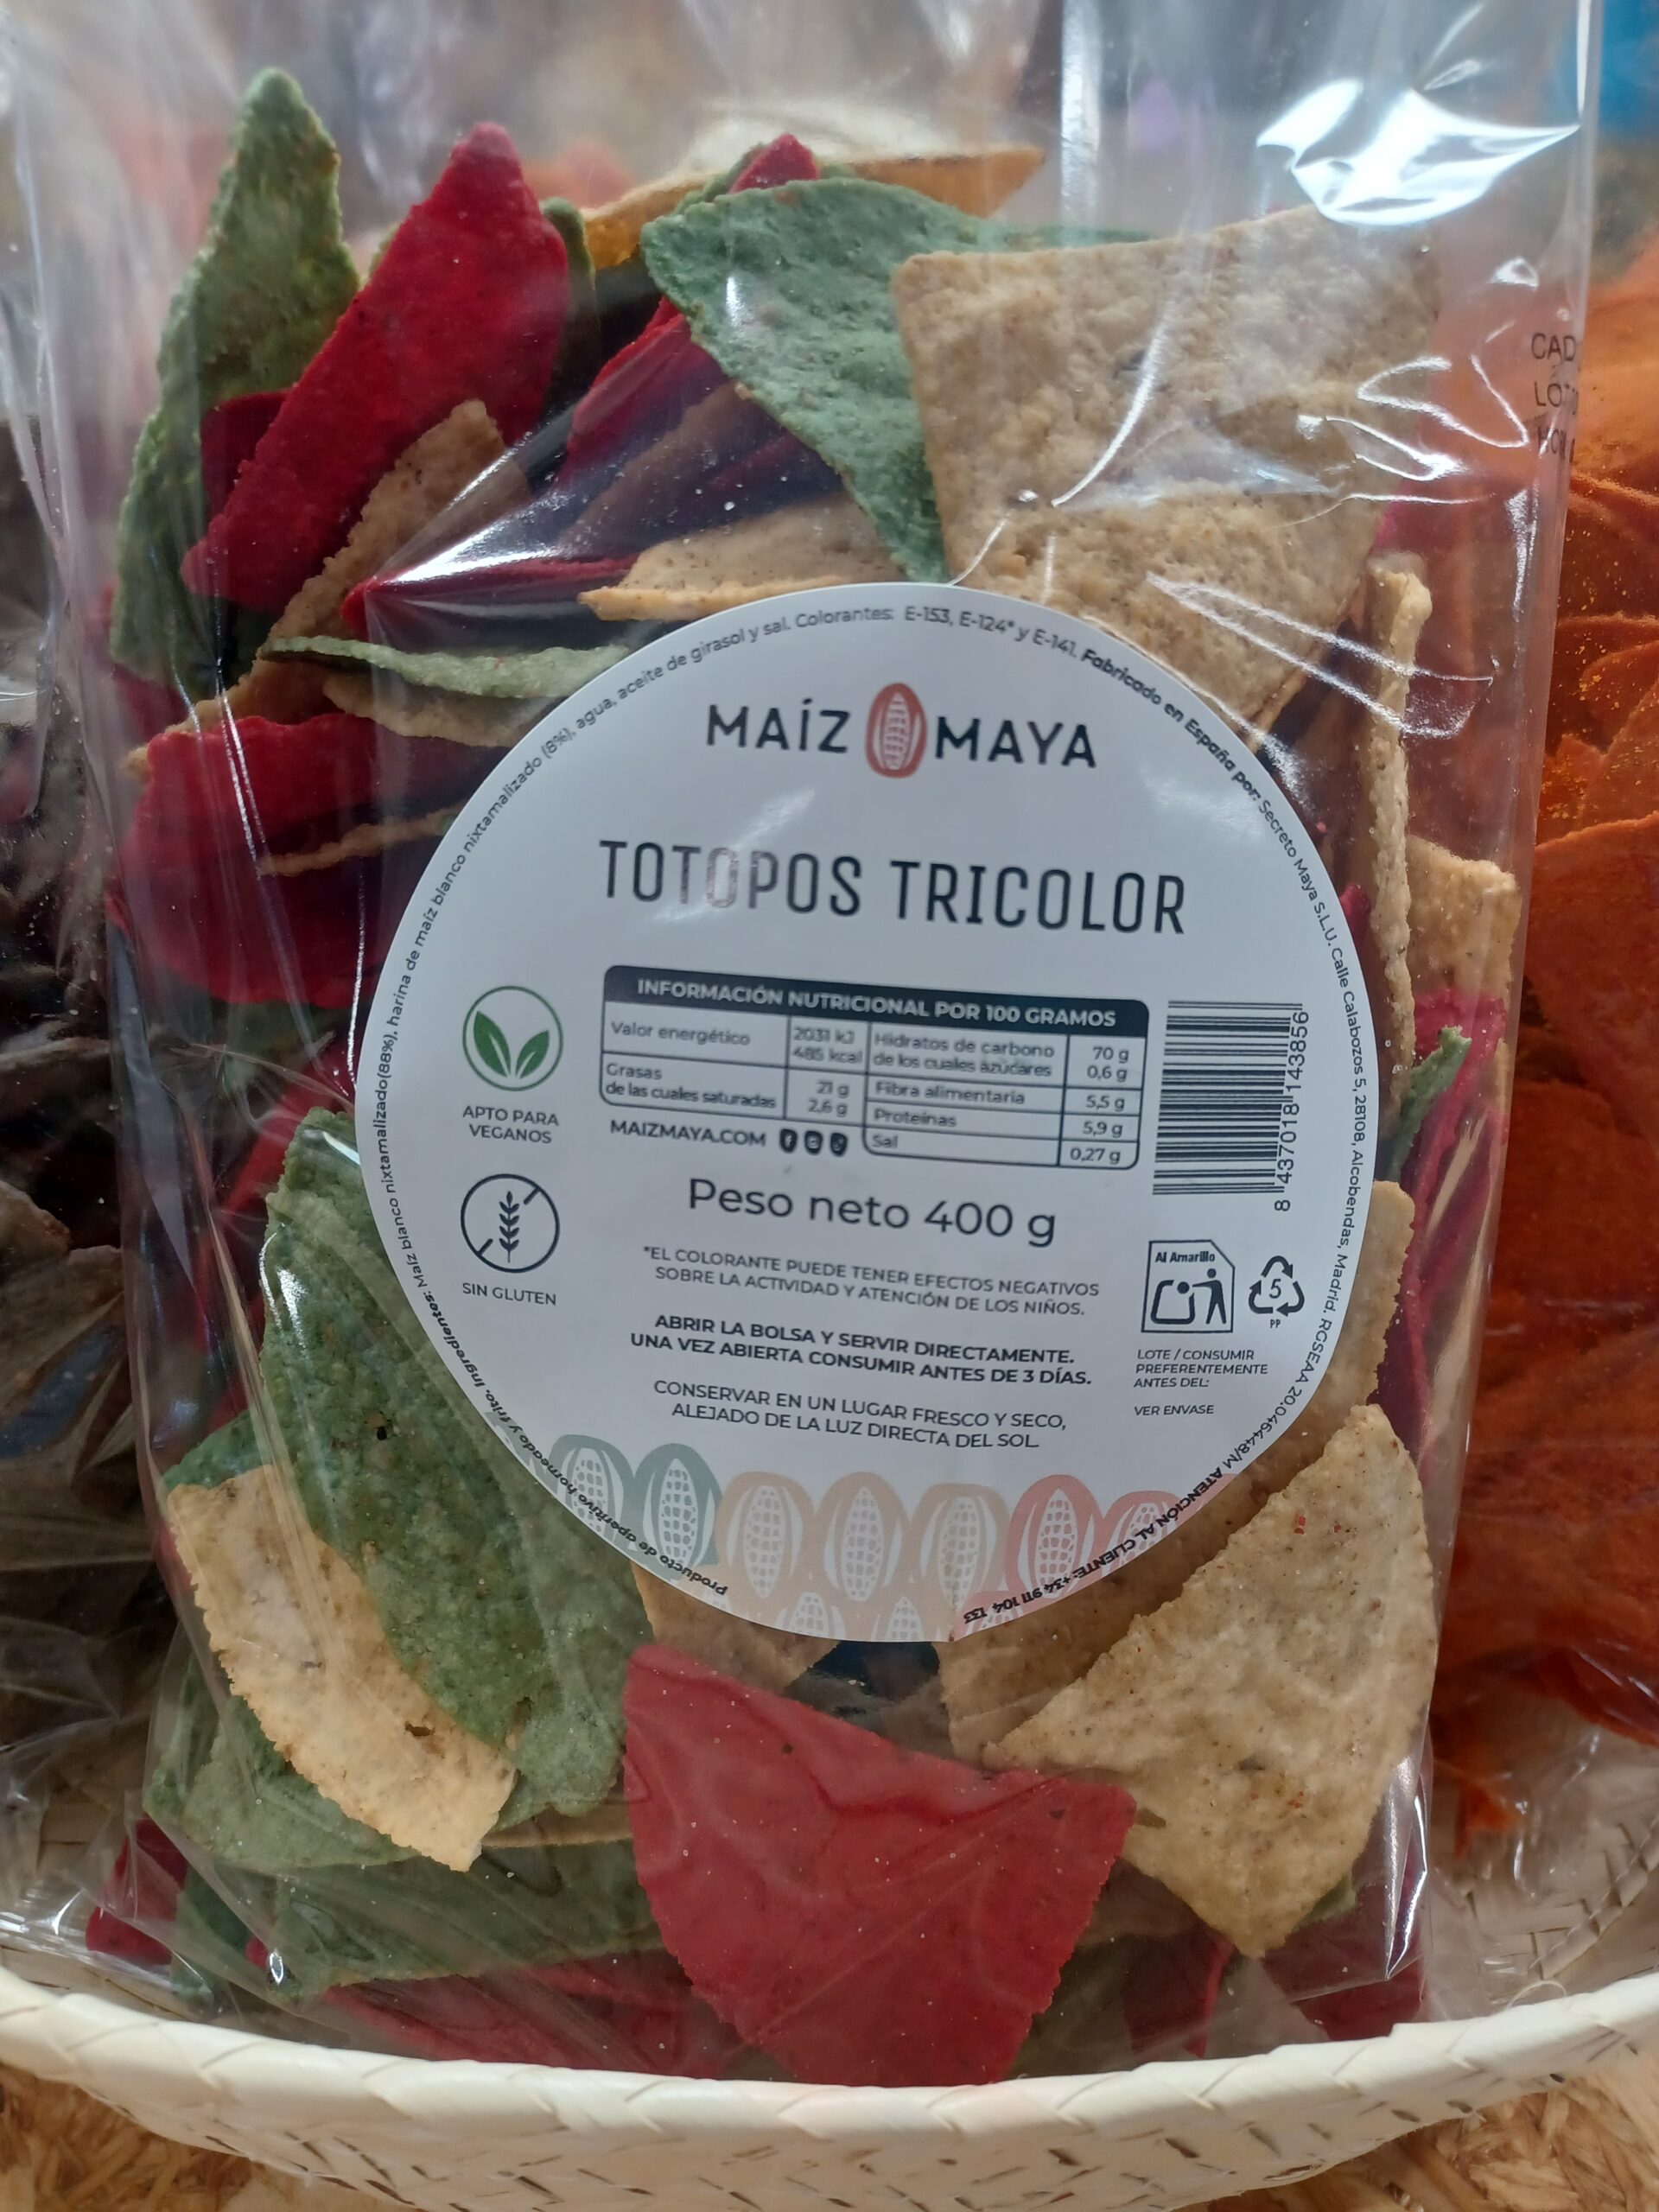 CAD
LOT
Producto de aperitivo horneado y frito. Ingredientes: Maíz blanco nixtamalizado(88%), harina de maíz blanco nixtamalizado (8%), agua, aceite de girasol y sal. Colorantes: E-153, E-124* y E-141. Fabricado en España por: Secreto Maya S.L.U. Calle Calabozos 5, 28108, Alcobendas, Madrid. RGSEAA 20.046448/M ATENCIÓN AL CLIENTE: +34 911 104 133
MAÍZ MAYA
TOTOPOS TRICOLOR
INFORMACIÓN NUTRICIONAL POR 100 GRAMOS
Valor energético 2031 kJ
485 kcal
Grasas 21 g
de las cuales saturadas 2,6 g
Hidratos de carbono 70 g
de los cuales azúcares 0,6 g
Fibra alimentaria 5,5 g
Proteínas 5,9 g
Sal 0,27 g
MAIZMAYA.COM
8 437018 143856
APTO PARA
VEGANOS
SIN GLUTEN
Peso neto 400 g
*EL COLORANTE PUEDE TENER EFECTOS NEGATIVOS
SOBRE LA ACTIVIDAD Y ATENCIÓN DE LOS NIÑOS.
ABRIR LA BOLSA Y SERVIR DIRECTAMENTE.
UNA VEZ ABIERTA CONSUMIR ANTES DE 3 DÍAS.
CONSERVAR EN UN LUGAR FRESCO Y SECO,
ALEJADO DE LA LUZ DIRECTA DEL SOL.
Al Amarillo
5
PP
LOTE / CONSUMIR
PREFERENTEMENTE
ANTES DEL:
VER ENVASE